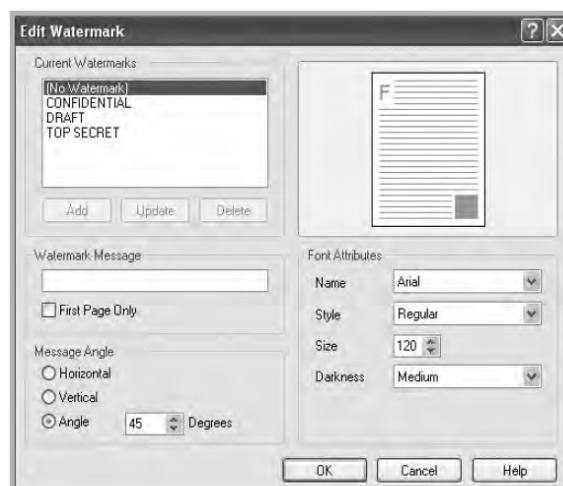 Edit Watermark
Current Watermarks
(No Watermark)
CONFIDENTIAL
DRAFT
TOP SECRET
Add Update Delete
F
Watermark Message
First Page Only
Message Angle
Horizontal
Vertical
Angle 45 Degrees
Font Attributes
Name Arial
Style Regular
Size 120
Darkness Medium
OK Cancel Help